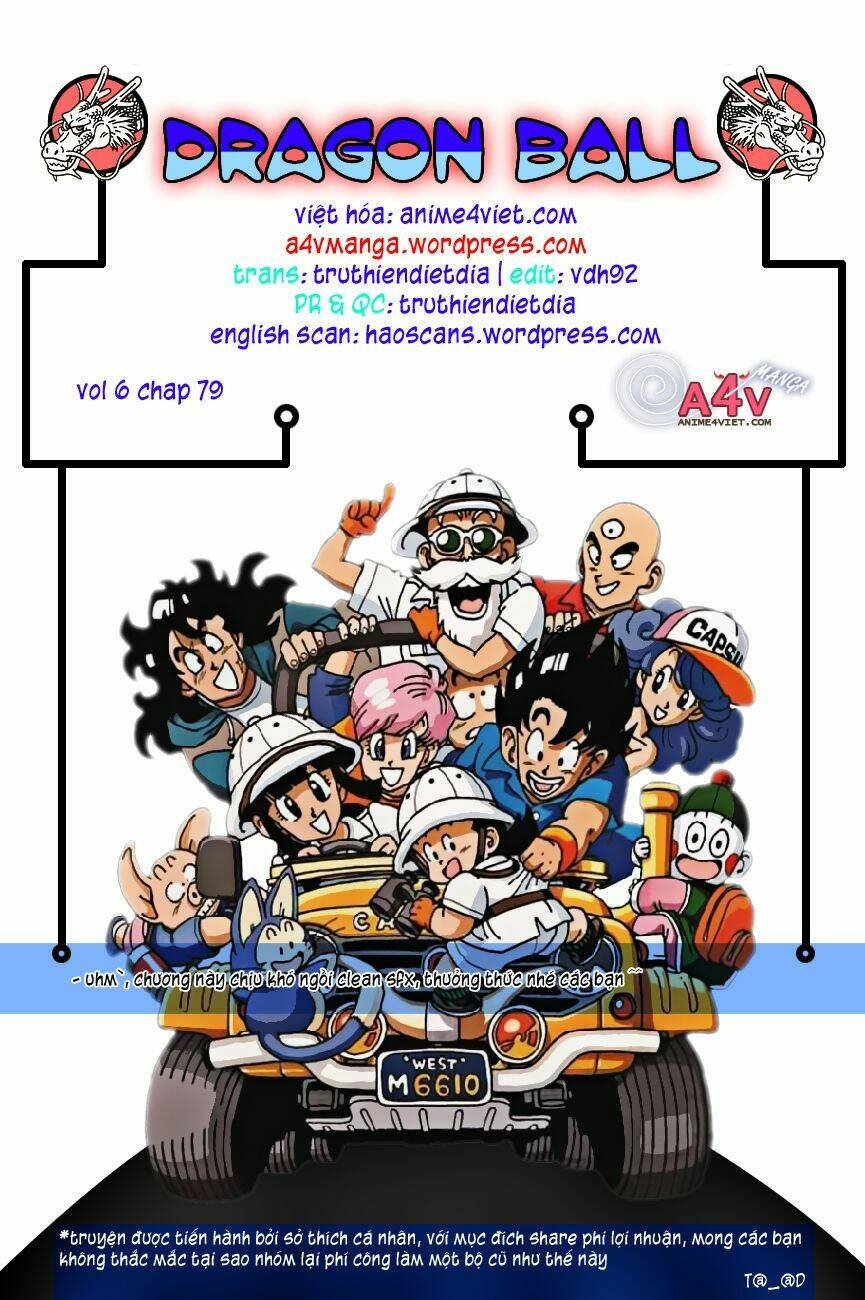 DRAGON BALL
việt hóa: anime4viet.com
a4vmanga.wordpress.com
trans: truthiendietdia | edit: vdh92
PR & QC: truthiendietdia
english scan: haoscans.wordpress.com
vol 6 chap 79
A4V MANGA
ANIME4VIET.COM
CAPSU
CA
- uhm`, chương này chịu khó ngồi clean sfx, thưởng thức nhé các bạn ^^
"WEST"
M6610
*truyện được tiến hành bởi sở thích cá nhân, với mục đích share phi lợi nhuận, mong các bạn
không thắc mắc tại sao nhóm lại phí công làm một bộ cũ như thế này
T@_@D